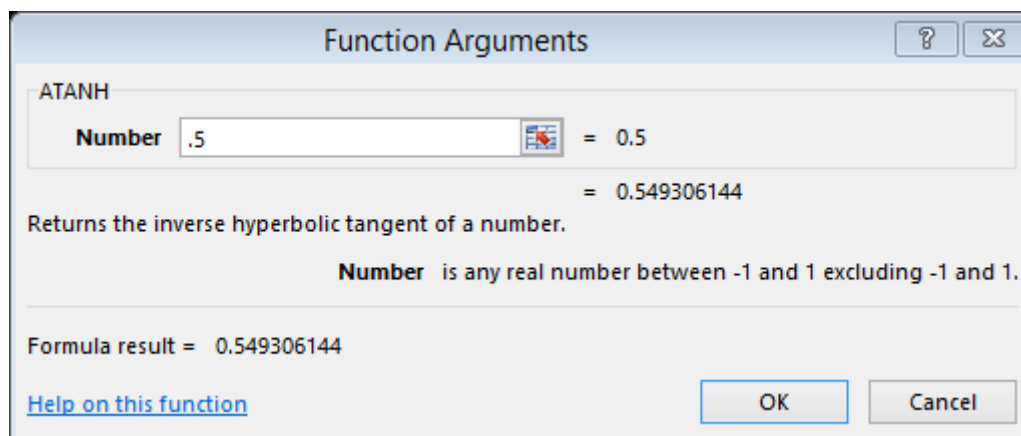 Function Arguments
ATANH
Number .5 = 0.5
= 0.549306144
Returns the inverse hyperbolic tangent of a number.
Number is any real number between -1 and 1 excluding -1 and 1.
Formula result = 0.549306144
Help on this function OK Cancel